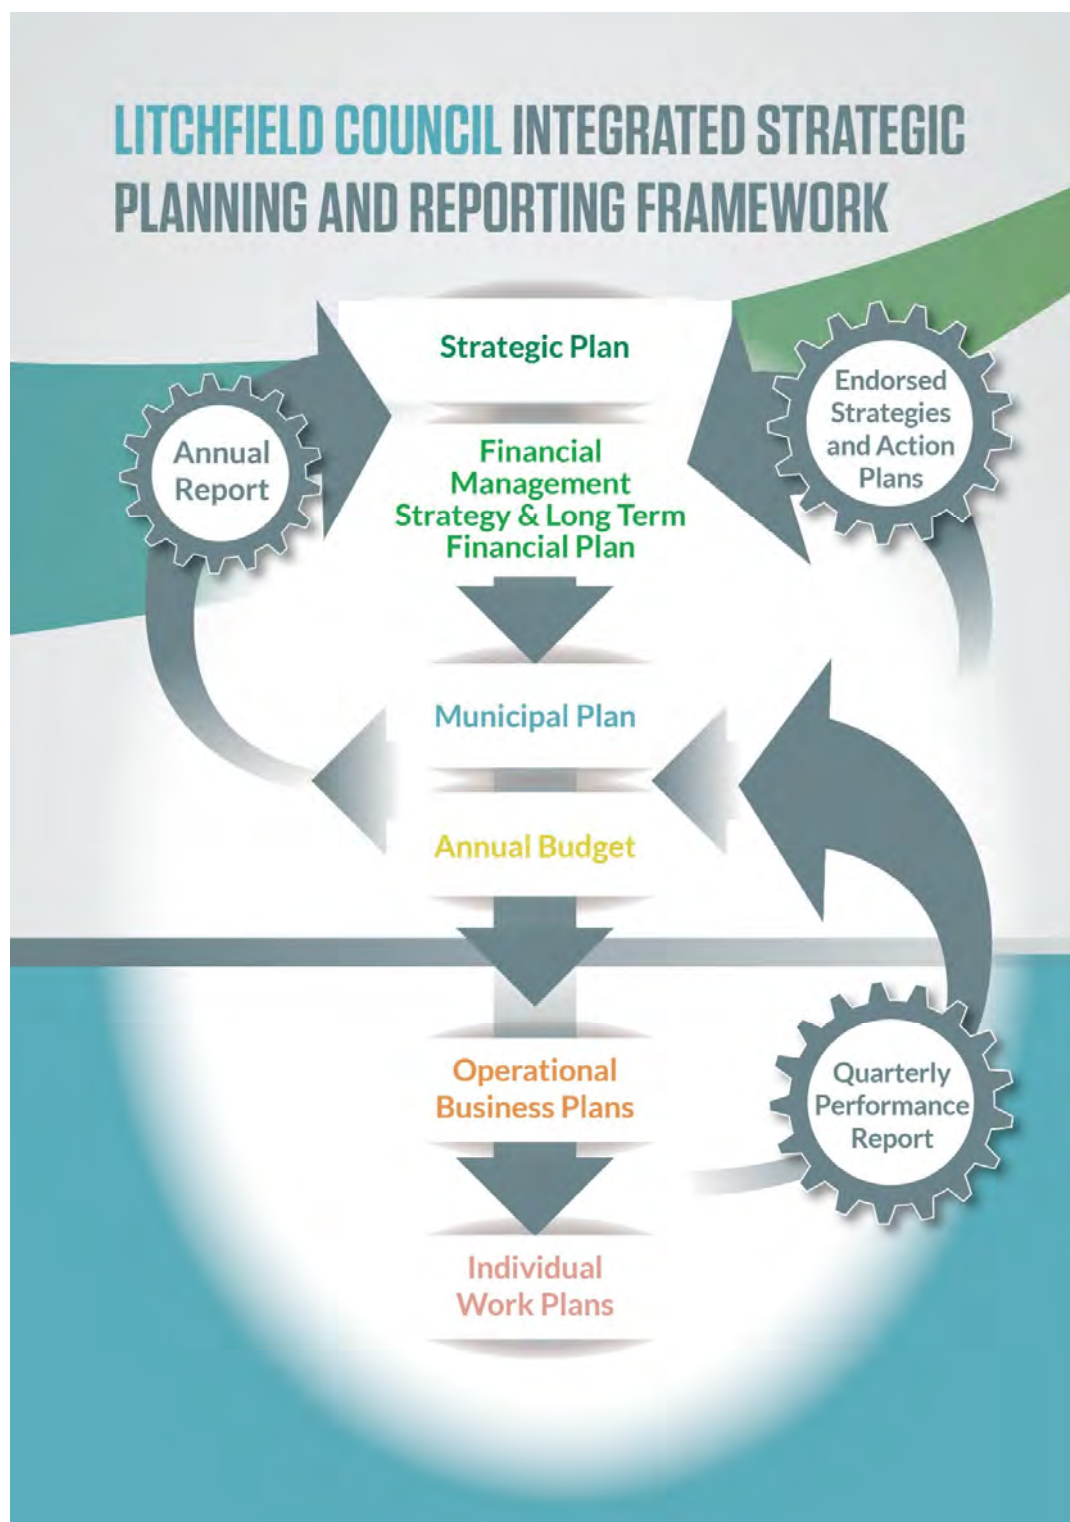 LITCHFIELD COUNCIL INTEGRATED STRATEGIC
PLANNING AND REPORTING FRAMEWORK
Strategic Plan
Financial
Management
Strategy & Long Term
Financial Plan
Annual
Report
Endorsed
Strategies
and Action
Plans
Municipal Plan
Annual Budget
Operational
Business Plans
Quarterly
Performance
Report
Individual
Work Plans